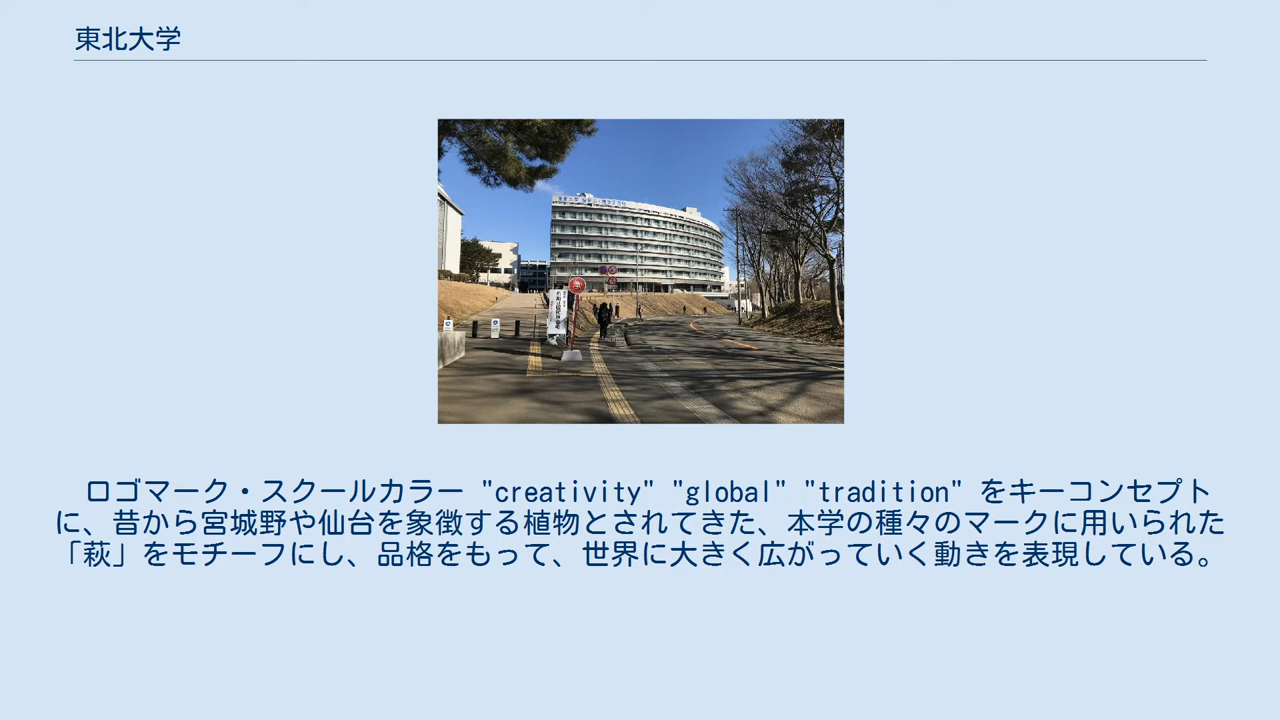 東北大学
ロゴマーク・スクールカラー "creativity" "global" "tradition" をキーコンセプト
に、昔から宮城野や仙台を象徴する植物とされてきた、本学の種々のマークに用いられた
「萩」をモチーフにし、品格をもって、世界に大きく広がっていく動きを表現している。